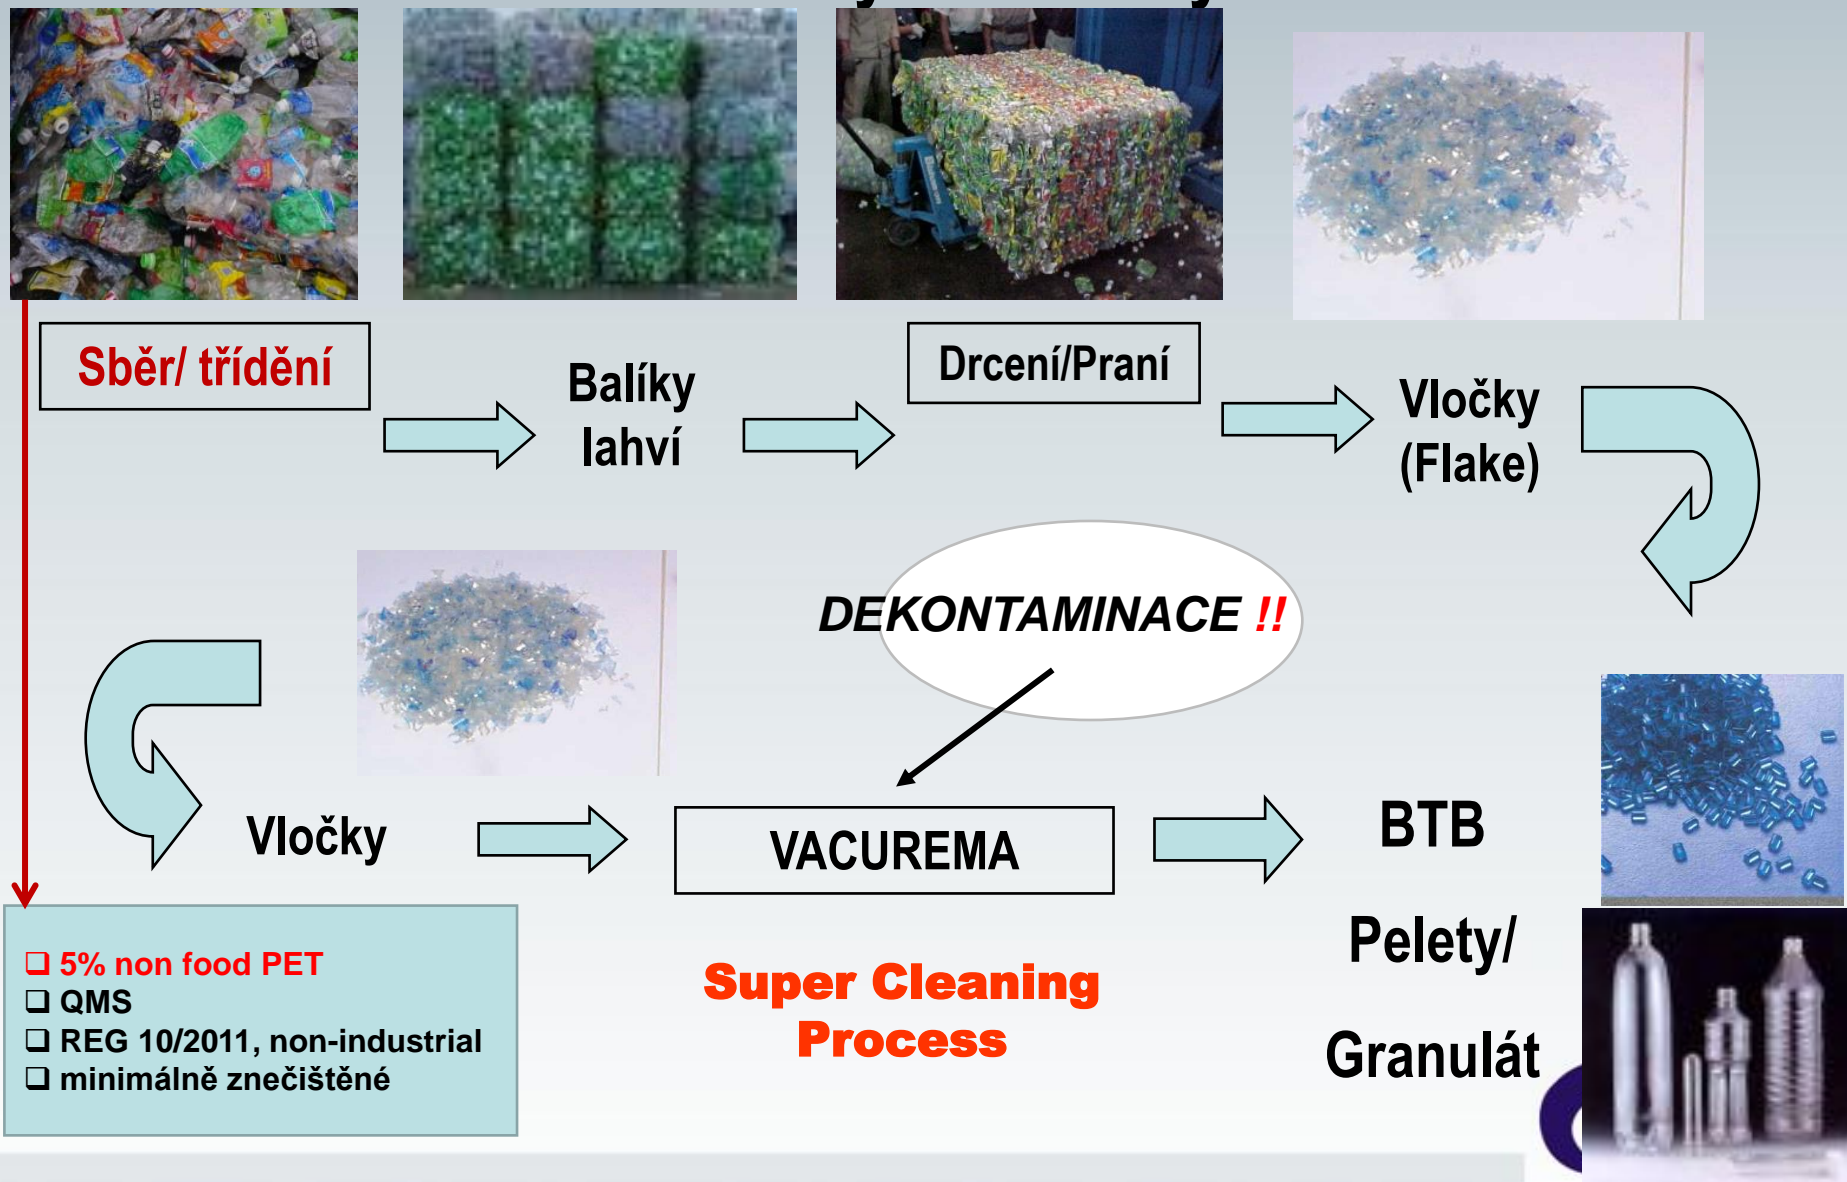 Sběr/ třídění
Balíky
lahví
Drcení/Praní
Vločky
(Flake)
DEKONTAMINACE !!
Vločky
VACUREMA
BTB
Pelety/
Granulát
Super Cleaning
Process
❑ 5% non food PET
❑ QMS
❑ REG 10/2011, non-industrial
❑ minimálně znečištěné